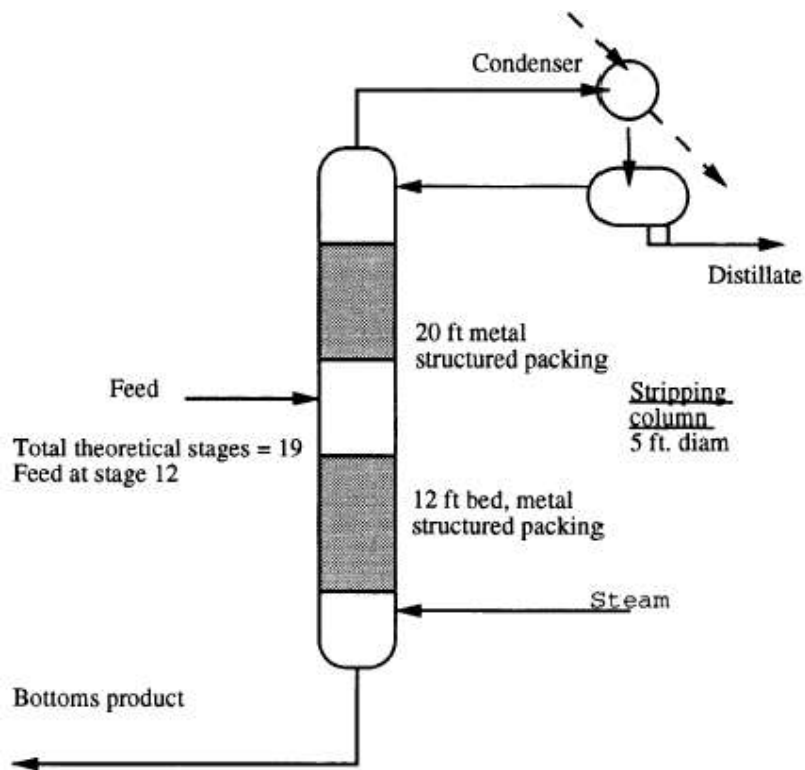 Condenser
Distillate
20 ft metal
structured packing
Feed
Stripping
column
5 ft. diam
Total theoretical stages = 19
Feed at stage 12
12 ft bed, metal
structured packing
Steam
Bottoms product